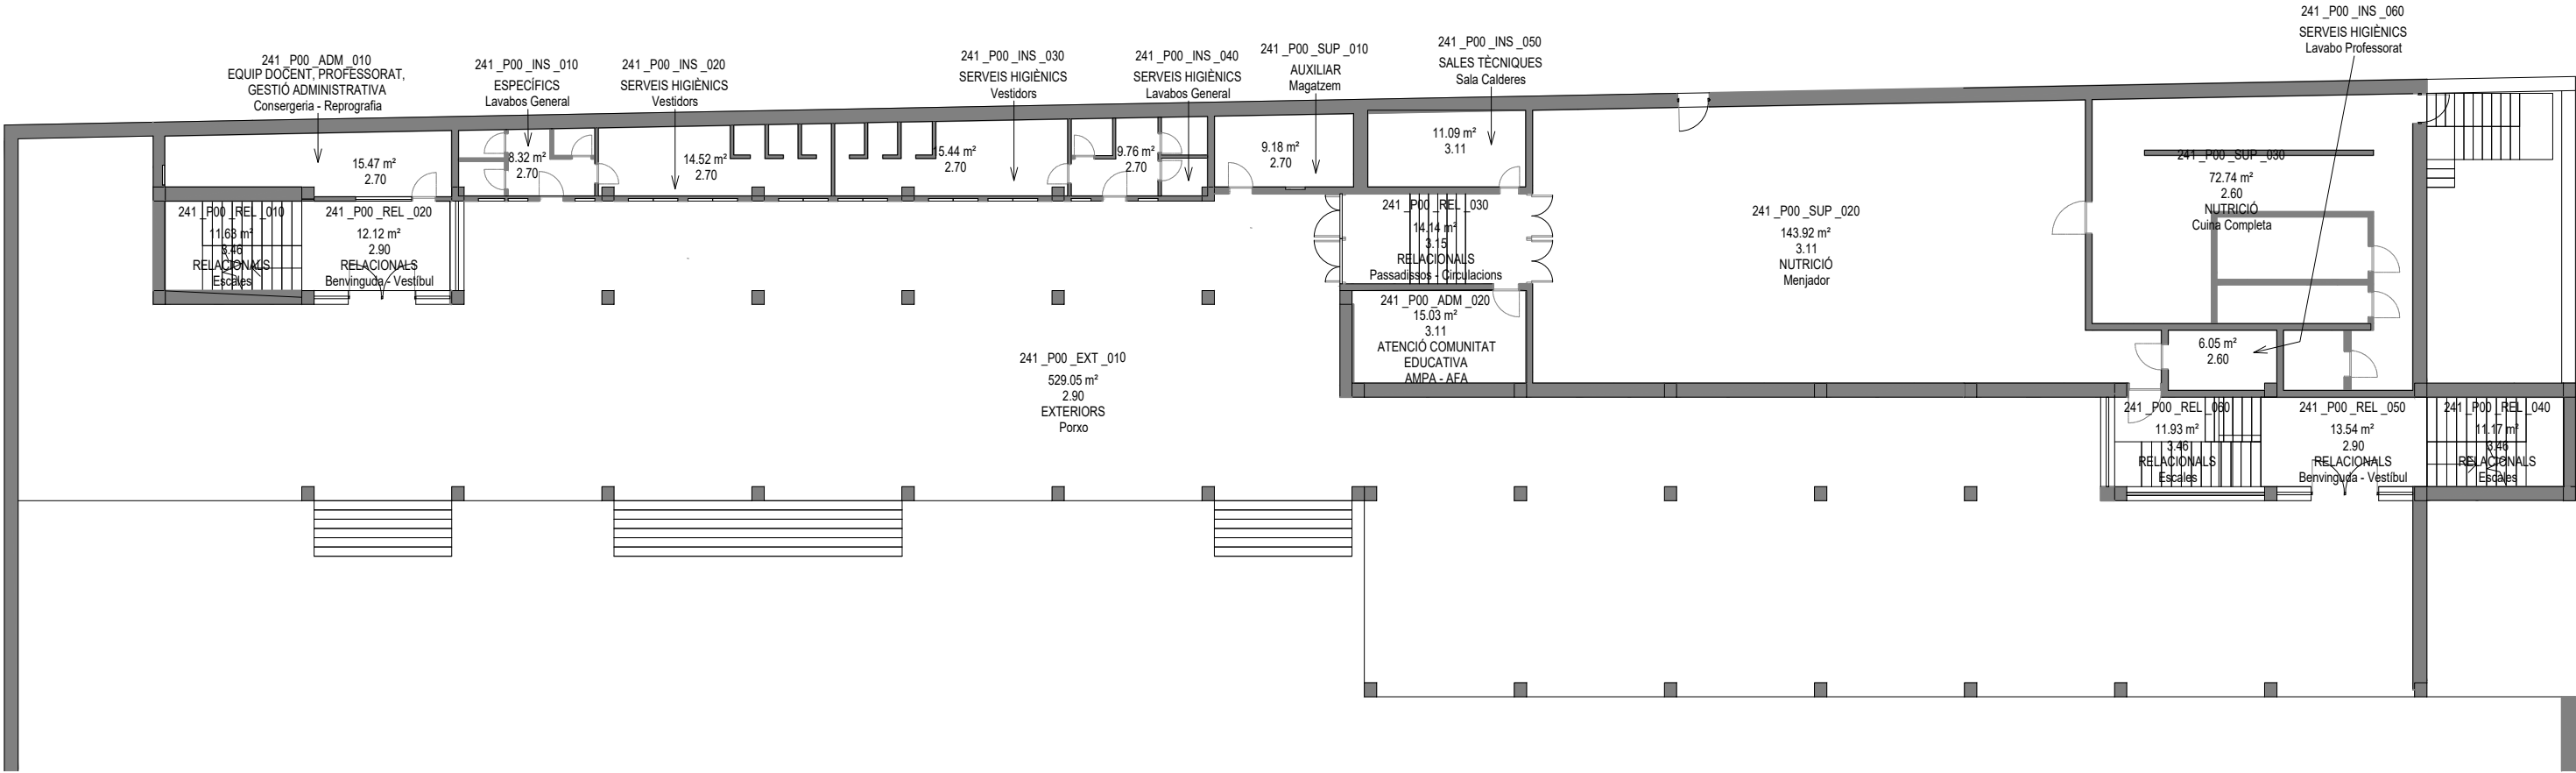 241 _P00 _ADM _010
EQUIP DOCENT, PROFESSORAT,
GESTIÓ ADMINISTRATIVA
Consergeria - Reprografia
15.47 m²
2.70
241 _P00 _INS _010
ESPECÍFICS
Lavabos General
8.32 m²
2.70
241 _P00 _INS _020
SERVEIS HIGIÈNICS
Vestidors
14.52 m²
2.70
241 _P00 _INS _030
SERVEIS HIGIÈNICS
Vestidors
15.44 m²
2.70
241 _P00 _INS _040
SERVEIS HIGIÈNICS
Lavabos General
9.76 m²
2.70
241 _P00 _SUP _010
AUXILIAR
Magatzem
9.18 m²
2.70
241 _P00 _INS _050
SALES TÈCNIQUES
Sala Calderes
11.09 m²
3.11
241 _P00 _INS _060
SERVEIS HIGIÈNICS
Lavabo Professorat
6.05 m²
2.60
241 _P00 _REL _010
11.63 m²
3.46
RELACIONALS
Escales
241 _P00 _REL _020
12.12 m²
2.90
RELACIONALS
Benvinguda - Vestíbul
241 _P00 _REL _030
14.14 m²
3.15
RELACIONALS
Passadissos - Circulacions
241 _P00 _SUP _020
143.92 m²
3.11
NUTRICIÓ
Menjador
241 _P00 _SUP _030
72.74 m²
2.60
NUTRICIÓ
Cuina Completa
241 _P00 _ADM _020
15.03 m²
3.11
ATENCIÓ COMUNITAT
EDUCATIVA
AMPA - AFA
241 _P00 _EXT _010
529.05 m²
2.90
EXTERIORS
Porxo
241 _P00 _REL _060
11.93 m²
3.46
RELACIONALS
Escales
241 _P00 _REL _050
13.54 m²
2.90
RELACIONALS
Benvinguda - Vestíbul
241 _P00 _REL _040
11.17 m²
3.46
RELACIONALS
Escales